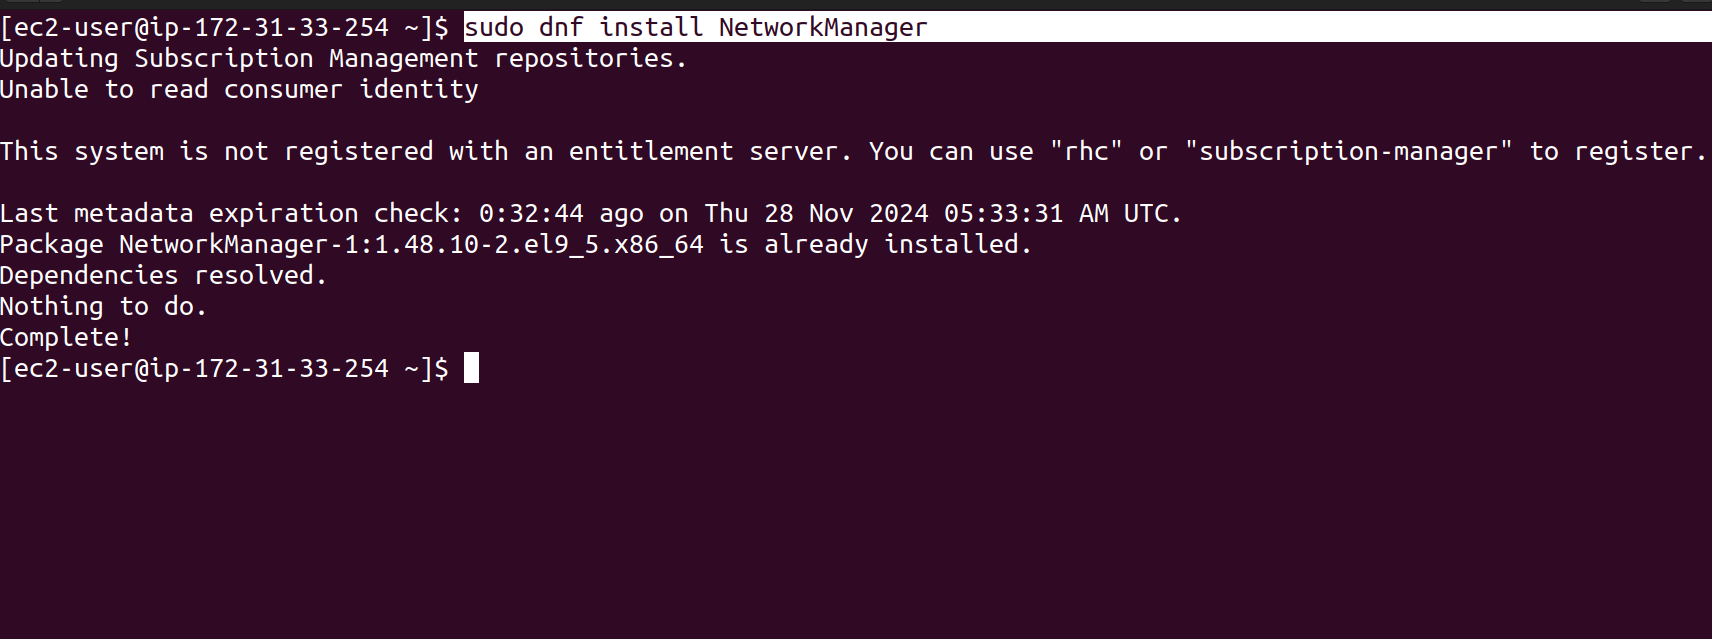 [ec2-user@ip-172-31-33-254 ~]$ sudo dnf install NetworkManager
Updating Subscription Management repositories.
Unable to read consumer identity
This system is not registered with an entitlement server. You can use "rhc" or "subscription-manager" to register.
Last metadata expiration check: 0:32:44 ago on Thu 28 Nov 2024 05:33:31 AM UTC.
Package NetworkManager-1:1.48.10-2.el9_5.x86_64 is already installed.
Dependencies resolved.
Nothing to do.
Complete!
[ec2-user@ip-172-31-33-254 ~]$